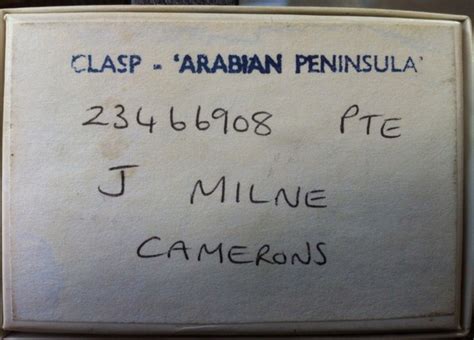 CLASP - 'ARABIAN PENINSULA'
23466908 PTE
J MILNE
CAMERONS